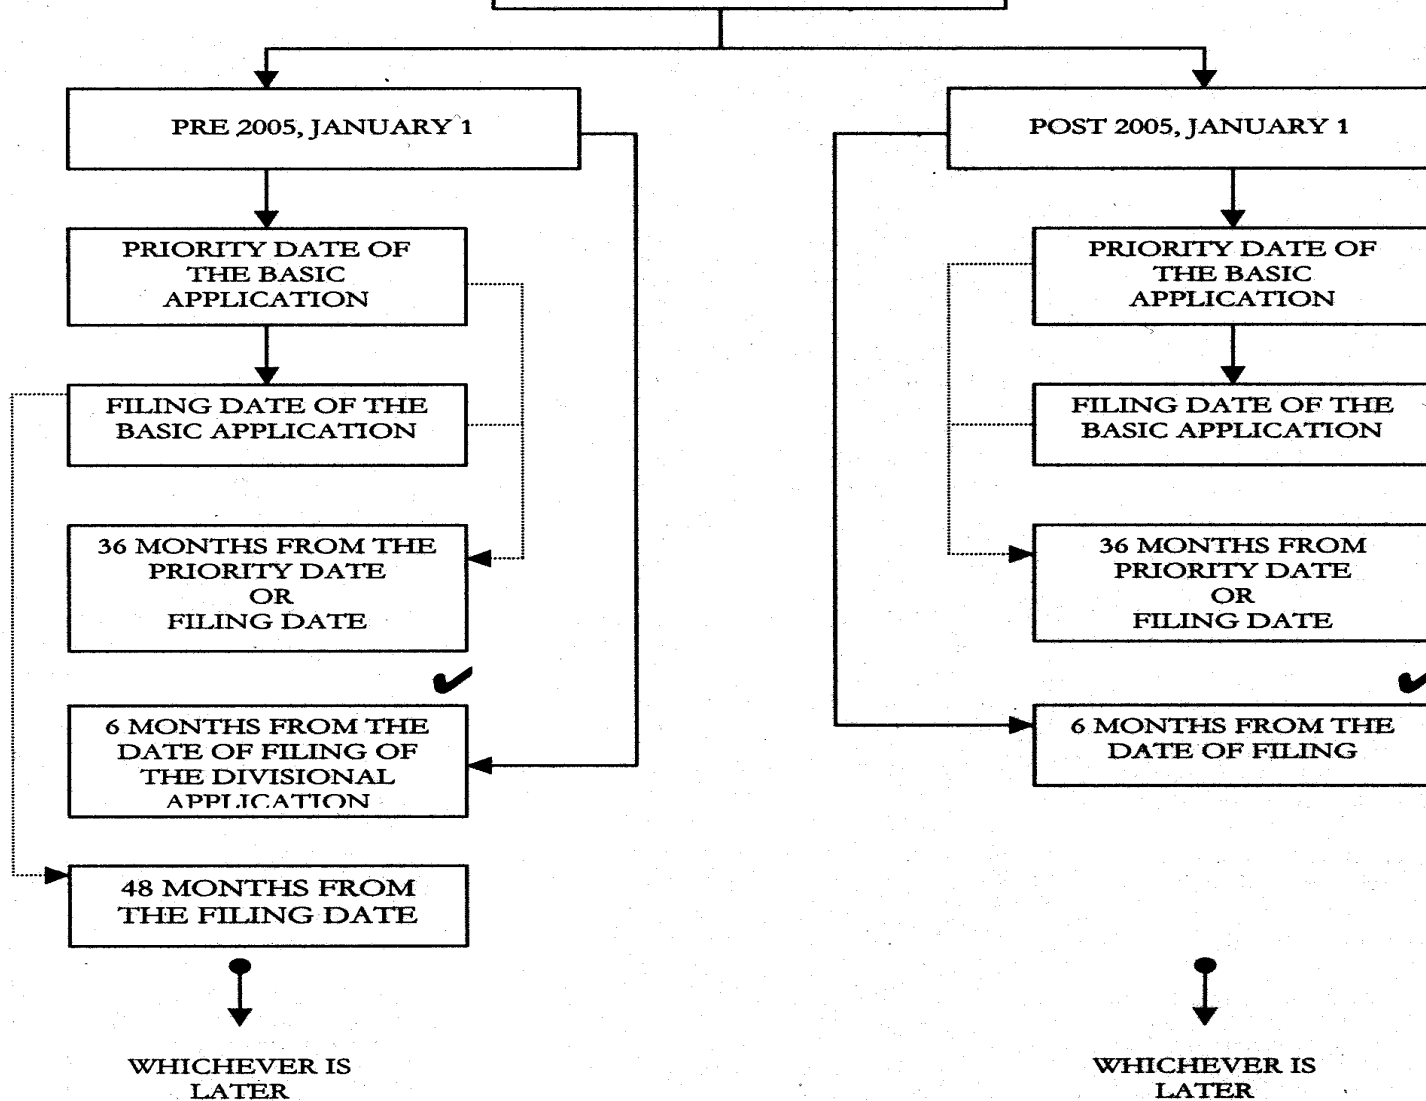 PRE 2005, JANUARY 1
PRIORITY DATE OF
THE BASIC
APPLICATION
FILING DATE OF THE
BASIC APPLICATION
36 MONTHS FROM THE
PRIORITY DATE
OR
FILING DATE
6 MONTHS FROM THE
DATE OF FILING OF
THE DIVISIONAL
APPLICATION
48 MONTHS FROM
THE FILING DATE
WHICHEVER IS
LATER
POST 2005, JANUARY 1
PRIORITY DATE OF
THE BASIC
APPLICATION
FILING DATE OF THE
BASIC APPLICATION
36 MONTHS FROM
PRIORITY DATE
OR
FILING DATE
6 MONTHS FROM THE
DATE OF FILING
WHICHEVER IS
LATER